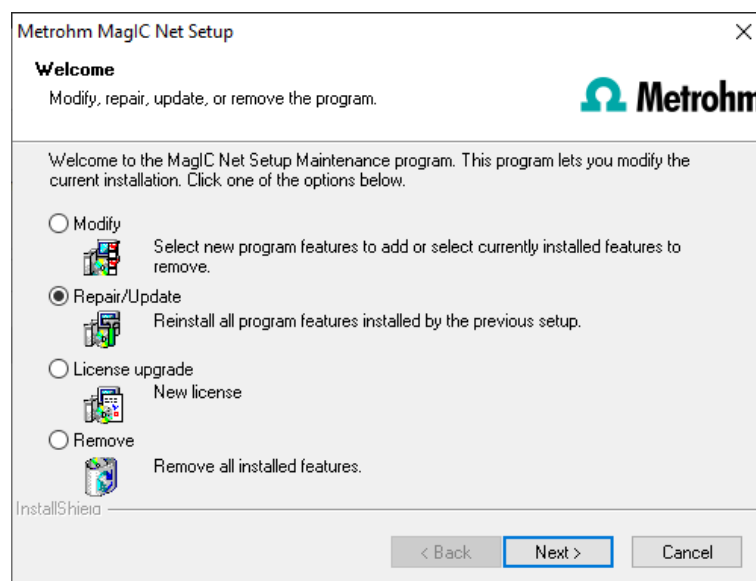 Metrohm MagIC Net Setup
Welcome
Modify, repair, update, or remove the program.
Metrohm
Welcome to the MagIC Net Setup Maintenance program. This program lets you modify the
current installation. Click one of the options below.
Modify
Select new program features to add or select currently installed features to
remove.
Repair/Update
Reinstall all program features installed by the previous setup.
License upgrade
New license
Remove
Remove all installed features.
InstallShield
< Back
Next >
Cancel